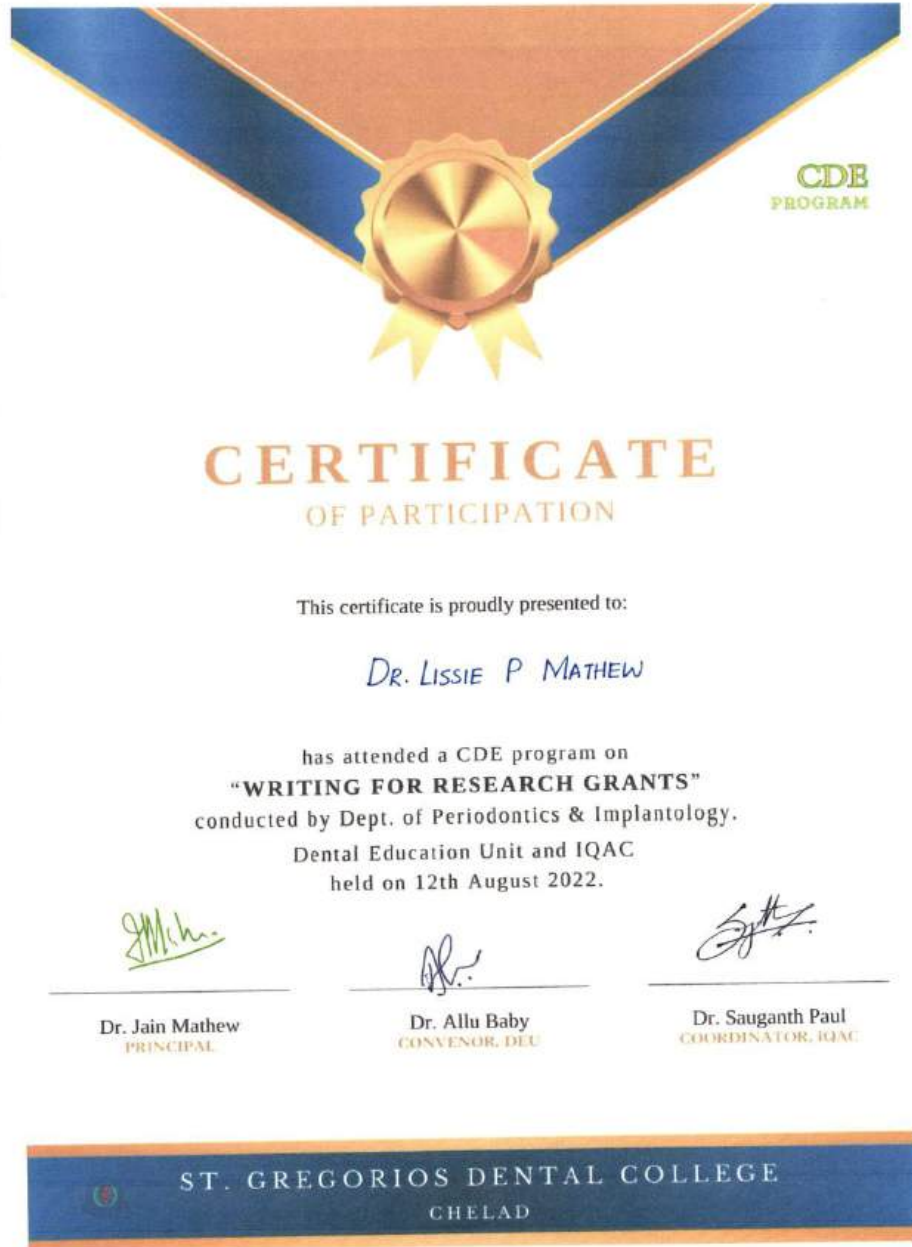 CDE
PROGRAM
CERTIFICATE
OF PARTICIPATION
This certificate is proudly presented to:
DR. LISSIE P MATHEW
has attended a CDE program on
“WRITING FOR RESEARCH GRANTS”
conducted by Dept. of Periodontics & Implantology.
Dental Education Unit and IQAC
held on 12th August 2022.
Dr. Jain Mathew
PRINCIPAL
Dr. Allu Baby
CONVENOR, DEU
Dr. Sauganth Paul
COORDINATOR, IQAC
ST. GREGORIOS DENTAL COLLEGE
CHELAD